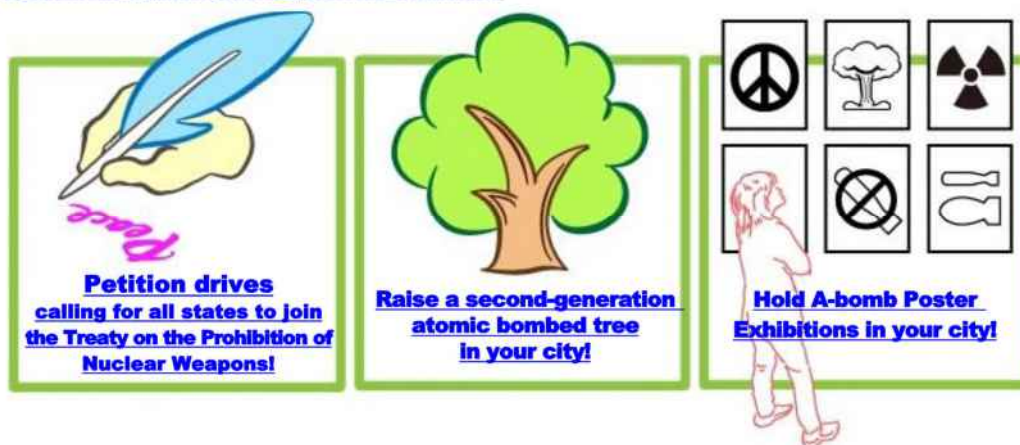 Peace
Petition drives
calling for all states to join
the Treaty on the Prohibition of
Nuclear Weapons!
Raise a second-generation
atomic bombed tree
in your city!
Hold A-bomb Poster
Exhibitions in your city!